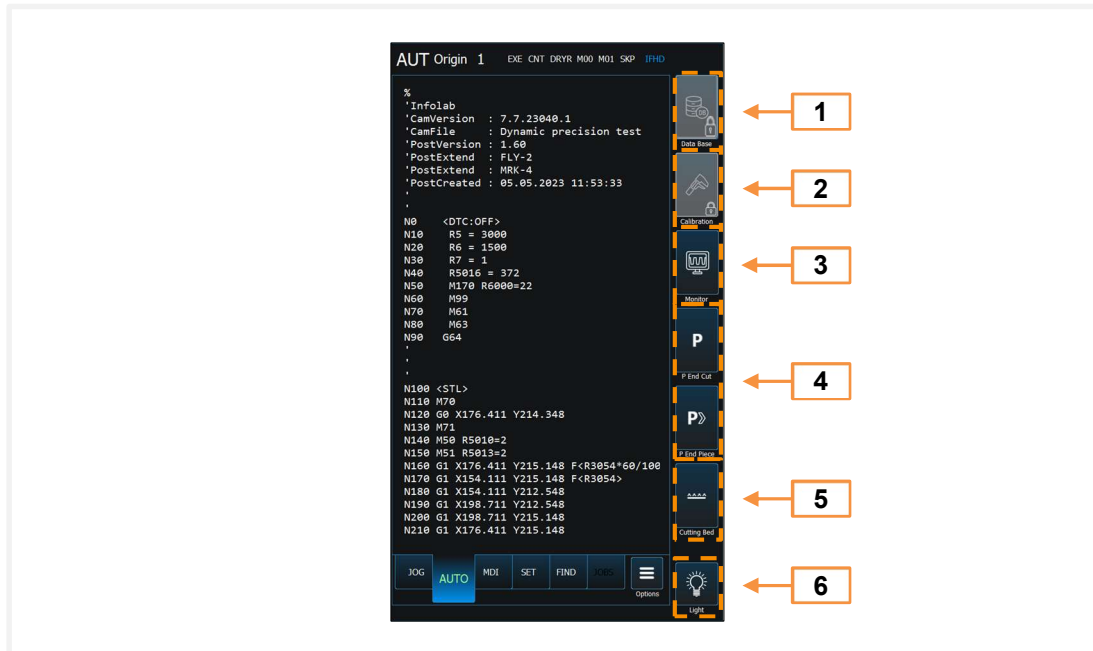 AUT Origin 1 EXE CNT DRYR M00 M01 SKP IFHD
%
'Infolab
'CamVersion : 7.7.23040.1
'CamFile : Dynamic precision test
'PostVersion : 1.60
'PostExtend : FLY-2
'PostExtend : MRK-4
'PostCreated : 05.05.2023 11:53:33
'
'
N0 <DTC:OFF>
N10 R5 = 3000
N20 R6 = 1500
N30 R7 = 1
N40 R5016 = 372
N50 M170 R6000=22
N60 M99
N70 M61
N80 M63
N90 G64
'
'
'
N100 <STL>
N110 M70
N120 G0 X176.411 Y214.348
N130 M71
N140 M50 R5010=2
N150 M51 R5013=2
N160 G1 X176.411 Y215.148 F<R3054*60/100
N170 G1 X154.111 Y215.148 F<R3054>
N180 G1 X154.111 Y212.548
N190 G1 X198.711 Y212.548
N200 G1 X198.711 Y215.148
N210 G1 X176.411 Y215.148
JOG AUTO MDI SET FIND JOBS
Options
DB
Data Base
1
Calibration
2
Monitor
3
P
P End Cut
4
P»
P End Piece
Cutting Bed
5
Light
6